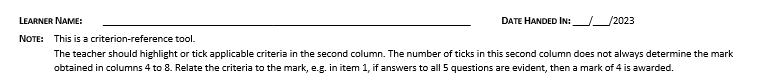 LEARNER NAME: ______________________________ DATE HANDED IN: ___/___/2023
NOTE: This is a criterion-reference tool.
The teacher should highlight or tick applicable criteria in the second column. The number of ticks in this second column does not always determine the mark
obtained in columns 4 to 8. Relate the criteria to the mark, e.g. in item 1, if answers to all 5 questions are evident, then a mark of 4 is awarded.